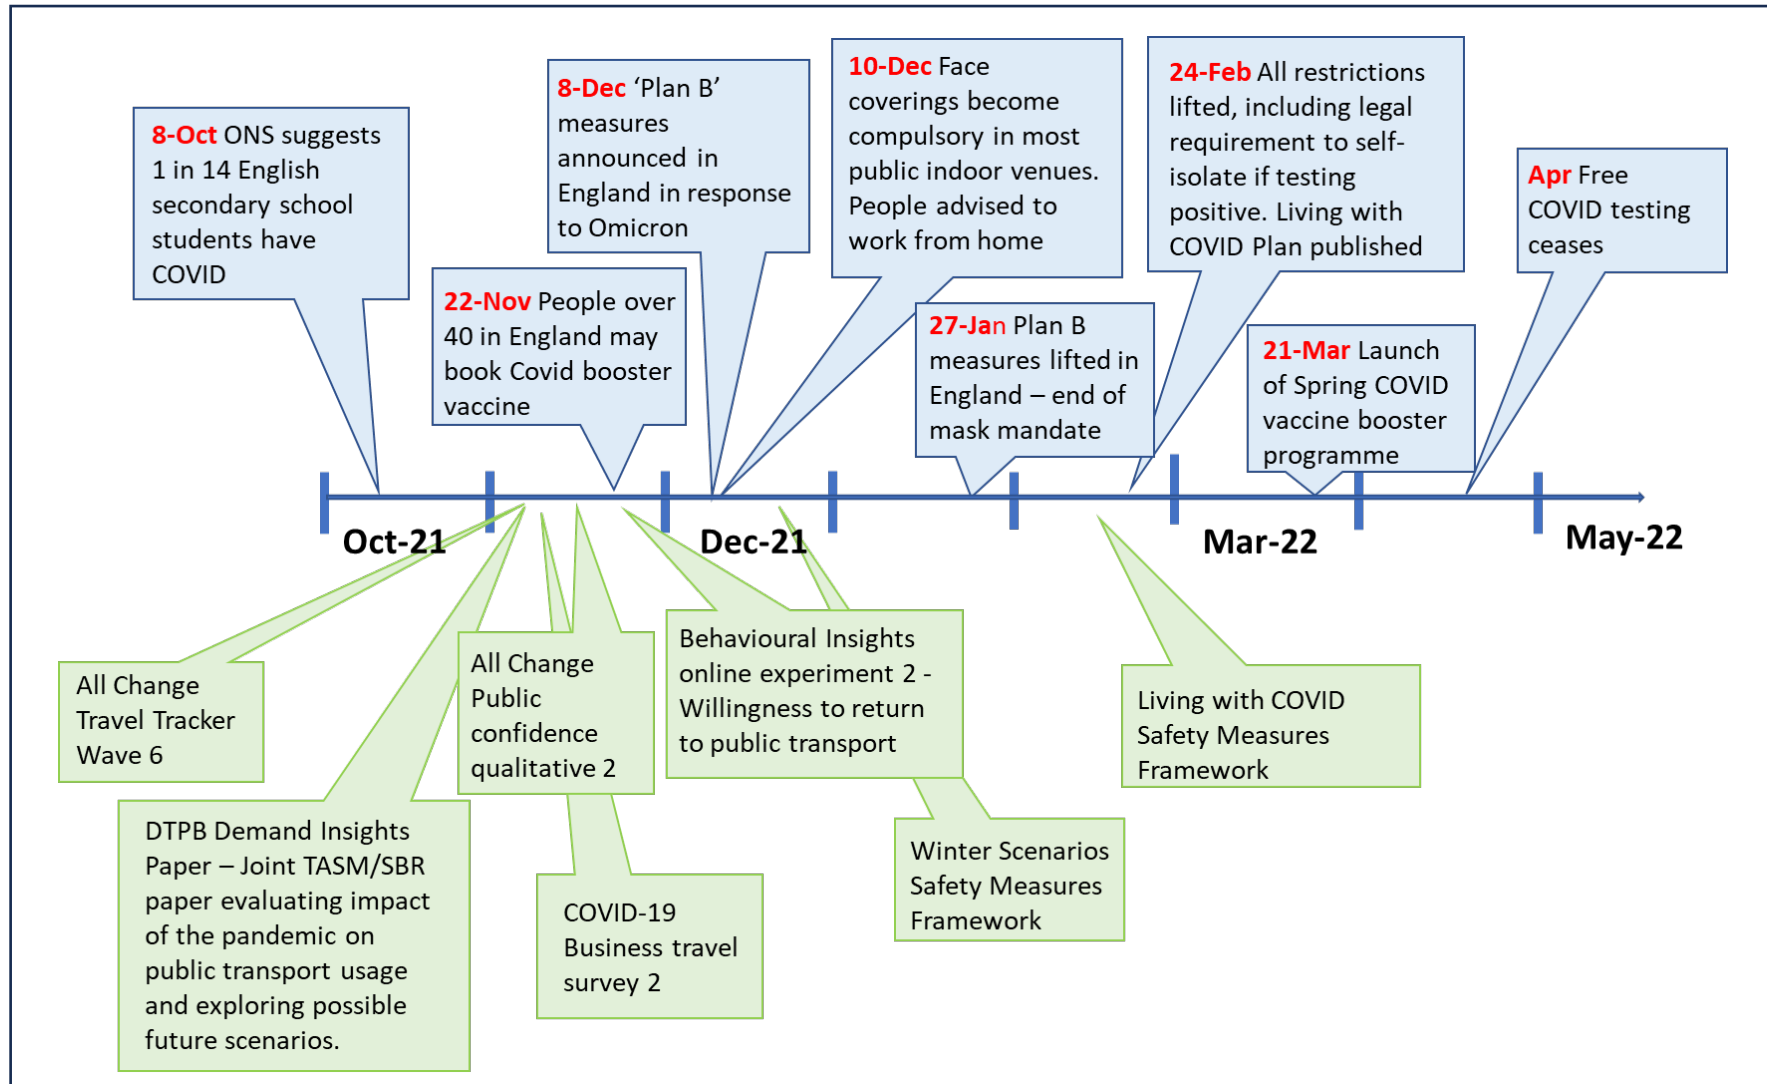 8-Oct ONS suggests
1 in 14 English
secondary school
students have
COVID
22-Nov People over
40 in England may
book Covid booster
vaccine
8-Dec ‘Plan B’
measures
announced in
England in response
to Omicron
10-Dec Face
coverings become
compulsory in most
public indoor venues.
People advised to
work from home
27-Jan Plan B
measures lifted in
England – end of
mask mandate
24-Feb All restrictions
lifted, including legal
requirement to self-
isolate if testing
positive. Living with
COVID Plan published
21-Mar Launch
of Spring COVID
vaccine booster
programme
Apr Free
COVID testing
ceases
Oct-21
Dec-21
Mar-22
May-22
All Change
Travel Tracker
Wave 6
DTPB Demand Insights
Paper – Joint TASM/SBR
paper evaluating impact
of the pandemic on
public transport usage
and exploring possible
future scenarios.
All Change
Public
confidence
qualitative 2
COVID-19
Business travel
survey 2
Behavioural Insights
online experiment 2 -
Willingness to return
to public transport
Winter Scenarios
Safety Measures
Framework
Living with COVID
Safety Measures
Framework